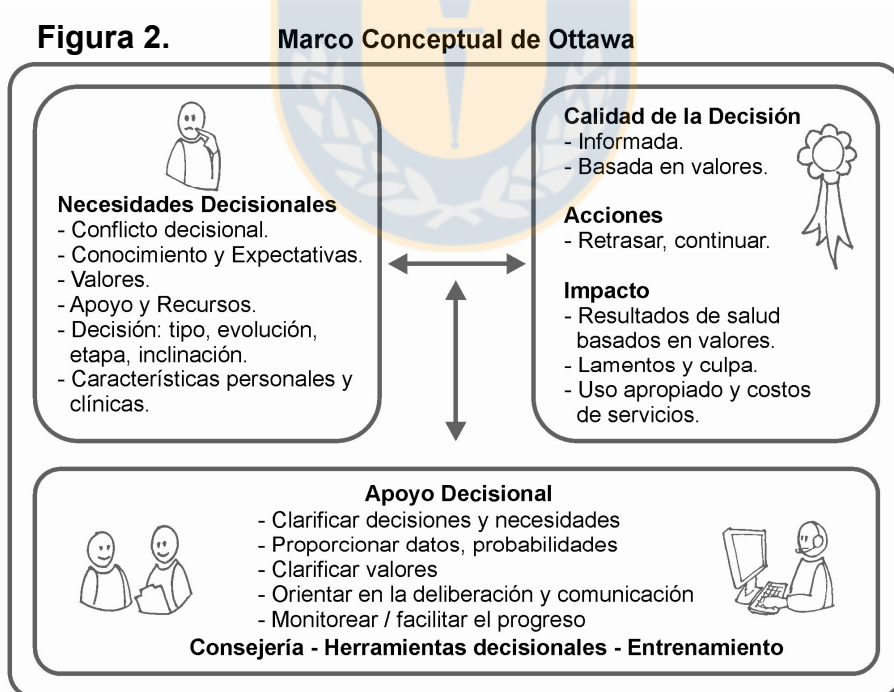 Figura 2.
Marco Conceptual de Ottawa
Necesidades Decisionales
- Conflicto decisional.
- Conocimiento y Expectativas.
- Valores.
- Apoyo y Recursos.
- Decisión: tipo, evolución,
etapa, inclinación.
- Características personales y
clínicas.
Calidad de la Decisión
- Informada.
- Basada en valores.
Acciones
- Retrasar, continuar.
Impacto
- Resultados de salud
basados en valores.
- Lamentos y culpa.
- Uso apropiado y costos
de servicios.
Apoyo Decisional
- Clarificar decisiones y necesidades
- Proporcionar datos, probabilidades
- Clarificar valores
- Orientar en la deliberación y comunicación
- Monitorear / facilitar el progreso
Consejería - Herramientas decisionales - Entrenamiento